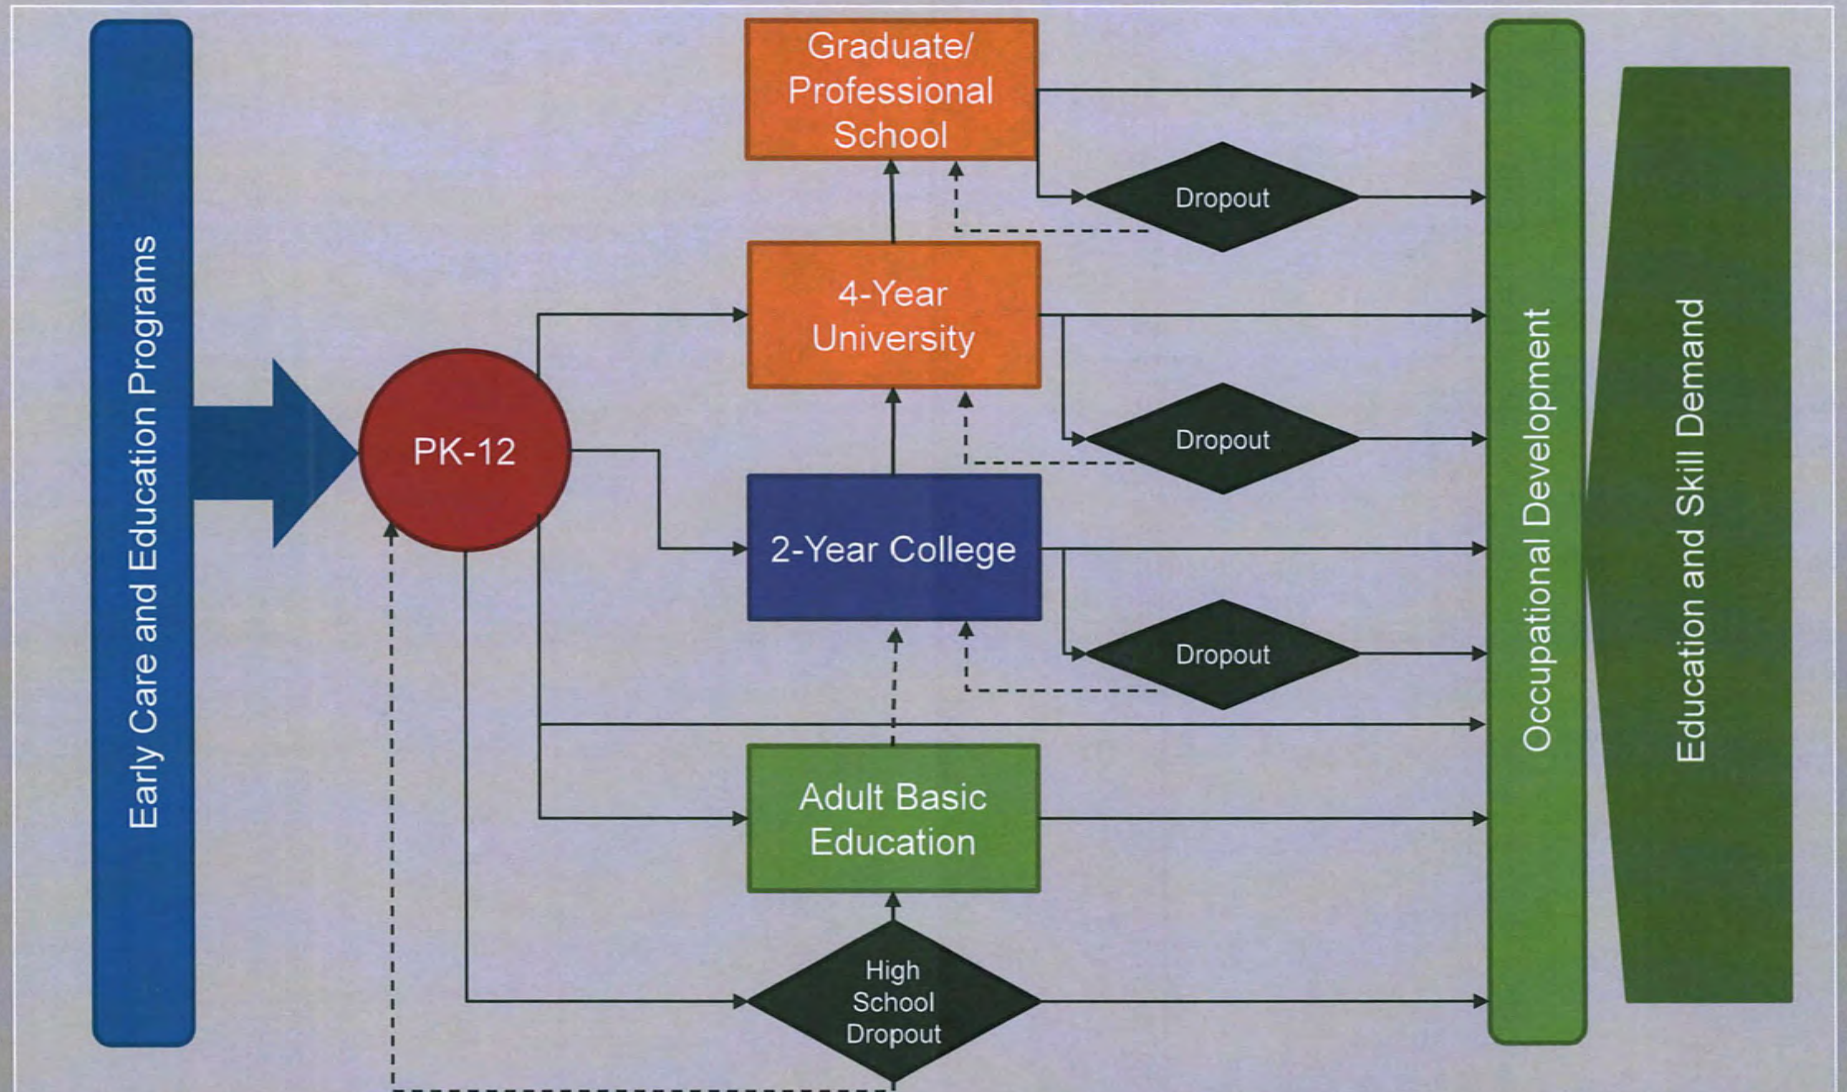 Early Care and Education Programs
PK-12
Graduate/
Professional
School
Dropout
4-Year
University
Dropout
2-Year College
Dropout
Adult Basic
Education
High
School
Dropout
Occupational Development
Education and Skill Demand